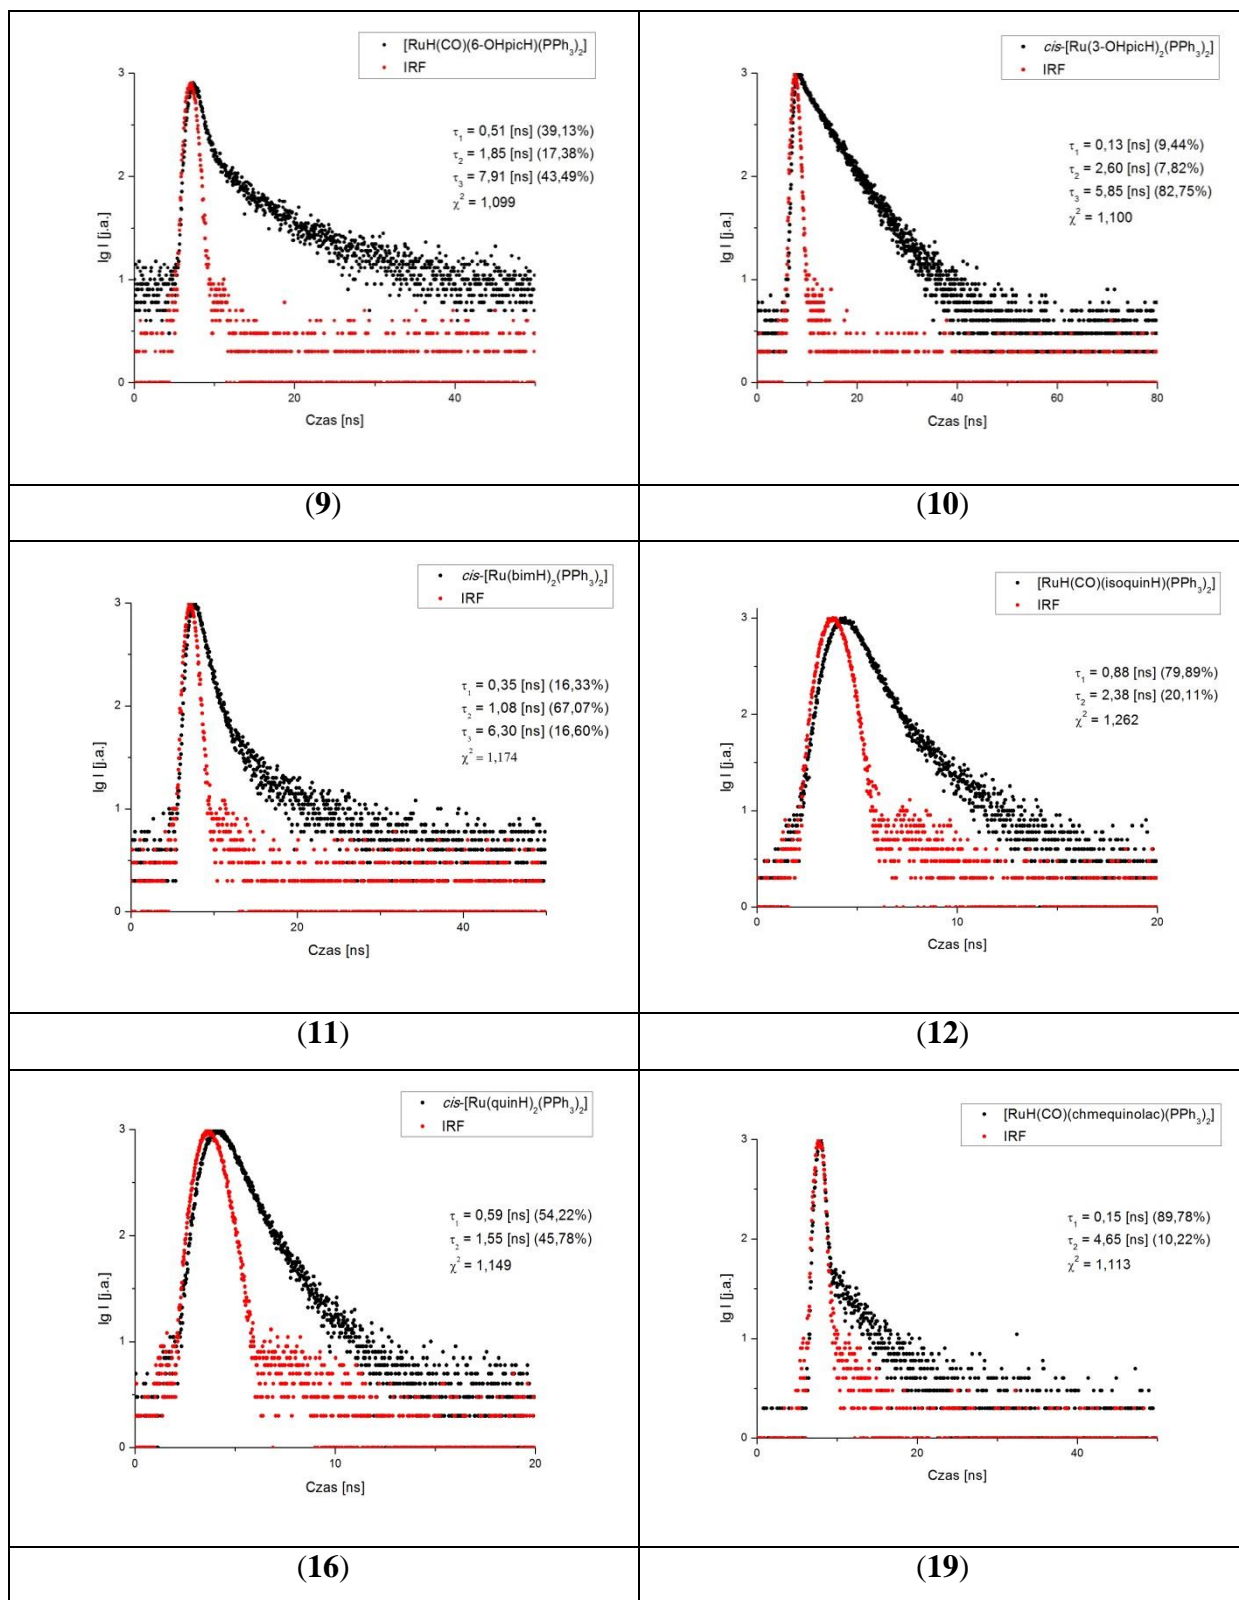 [RuH(CO)(6-OHpicH)(PPh₃)₂]
IRF
τ₁ = 0,51 [ns] (39,13%)
τ₂ = 1,85 [ns] (17,38%)
τ₃ = 7,91 [ns] (43,49%)
χ² = 1,099
lg I [j.a.]
3
2
1
0
0 20 40
Czas [ns]
cis-[Ru(3-OHpicH)₂(PPh₃)₂]
IRF
τ₁ = 0,13 [ns] (9,44%)
τ₂ = 2,60 [ns] (7,82%)
τ₃ = 5,85 [ns] (82,75%)
χ² = 1,100
lg I [j.a.]
3
2
1
0
0 20 40 60 80
Czas [ns]
(9) (10)
cis-[Ru(bimH)₂(PPh₃)₂]
IRF
τ₁ = 0,35 [ns] (16,33%)
τ₂ = 1,08 [ns] (67,07%)
τ₃ = 6,30 [ns] (16,60%)
χ² = 1,174
lg I [j.a.]
3
2
1
0
0 20 40
Czas [ns]
[RuH(CO)(isoquinH)(PPh₃)₂]
IRF
τ₁ = 0,88 [ns] (79,89%)
τ₂ = 2,38 [ns] (20,11%)
χ² = 1,262
lg I [j.a.]
3
2
1
0
0 10 20
Czas [ns]
(11) (12)
cis-[Ru(quinH)₂(PPh₃)₂]
IRF
τ₁ = 0,59 [ns] (54,22%)
τ₂ = 1,55 [ns] (45,78%)
χ² = 1,149
lg I [j.a.]
3
2
1
0
0 10 20
Czas [ns]
[RuH(CO)(chmequinolac)(PPh₃)₂]
IRF
τ₁ = 0,15 [ns] (89,78%)
τ₂ = 4,65 [ns] (10,22%)
χ² = 1,113
lg I [j.a.]
3
2
1
0
0 20 40
Czas [ns]
(16) (19)